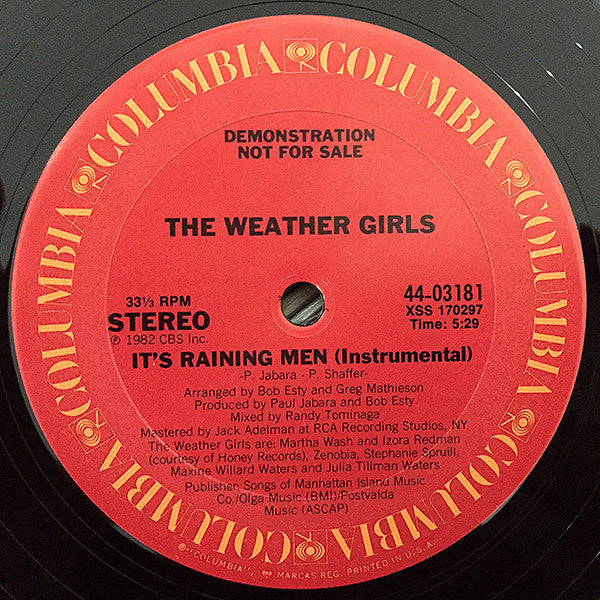 COLUMBIA COLUMBIA COLUMBIA COLUMBIA COLUMBIA COLUMBIA
DEMONSTRATION
NOT FOR SALE
THE WEATHER GIRLS
33⅓ RPM
STEREO
℗ 1982 CBS Inc.
44-03181
XSS 170297
Time: 5:29
IT'S RAINING MEN (Instrumental)
-P. Jabara - P. Shaffer-
Arranged by Bob Esty and Greg Mathieson
Produced by Paul Jabara and Bob Esty
Mixed by Randy Tominaga
Mastered by Jack Adelman at RCA Recording Studios, NY
The Weather Girls are: Martha Wash and Izora Redman
(courtesy of Honey Records), Zenobia, Stephanie Spruill,
Maxine Willard Waters and Julia Tillman Waters
Publisher: Songs of Manhattan Island Music
Co./Olga Music (BMI)/Postvalda
Music (ASCAP)
®"COLUMBIA", MARCAS REG. PRINTED IN U.S.A.